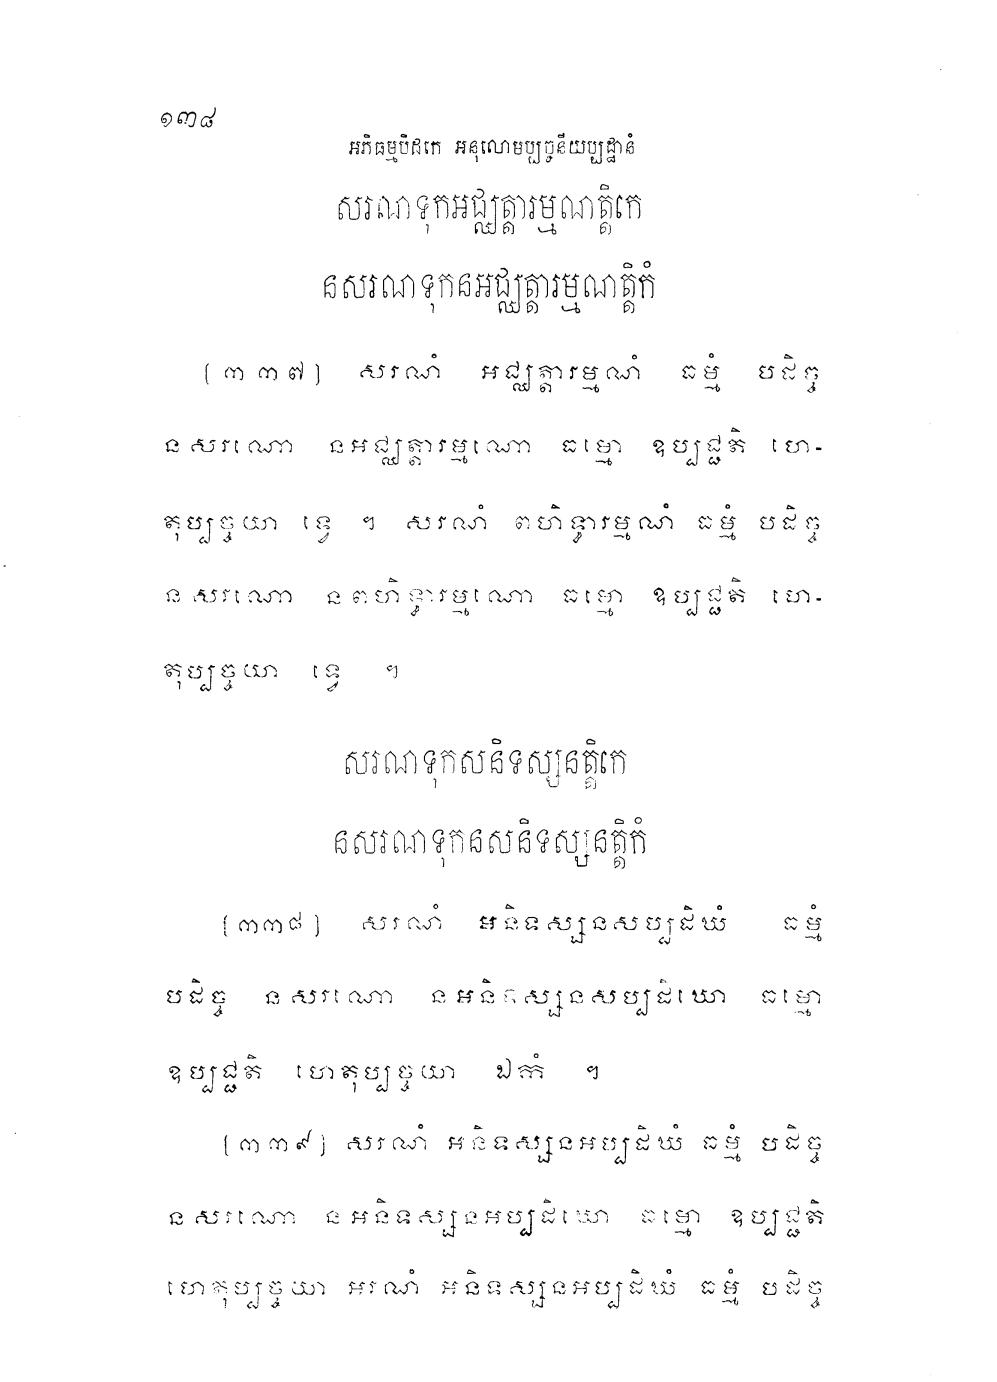 ១៣៨
អភិធម្មបិដកេ អនុលោមប្បច្ចនីយប្បដ្ឋានំ
សរណទុកអជ្ឈត្តារម្មណត្តិកេ
នសរណទុកនអជ្ឈត្តារម្មណត្តិកំ
[៣៣៧] សរណំ អជ្ឈត្តារម្មណំ ធម្មំ បដិច្ច
នសរណោ នអជ្ឈត្តារម្មណោ ធម្មោ ឧប្បជ្ជតិ ហេ-
តុប្បច្ចយា ទ្វេ ។ សរណំ ពហិទ្ធារម្មណំ ធម្មំ បដិច្ច
នសរណោ នពហិទ្ធារម្មណោ ធម្មោ ឧប្បជ្ជតិ ហេ-
តុប្បច្ចយា ទ្វេ ។
សរណទុកសនិទស្សនត្តិកេ
នសរណទុកនសនិទស្សនត្តិកំ
[៣៣៨] សរណំ អនិទស្សនសប្បដិឃំ ធម្មំ
បដិច្ច នសរណោ នអនិទស្សនសប្បដិឃោ ធម្មោ
ឧប្បជ្ជតិ ហេតុប្បច្ចយា ឯកំ ។
[៣៣៩] សរណំ អនិទស្សនអប្បដិឃំ ធម្មំ បដិច្ច
នសរណោ នអនិទស្សនអប្បដិឃោ ធម្មោ ឧប្បជ្ជតិ
ហេតុប្បច្ចយា អរណំ អនិទស្សនអប្បដិឃំ ធម្មំ បដិច្ច